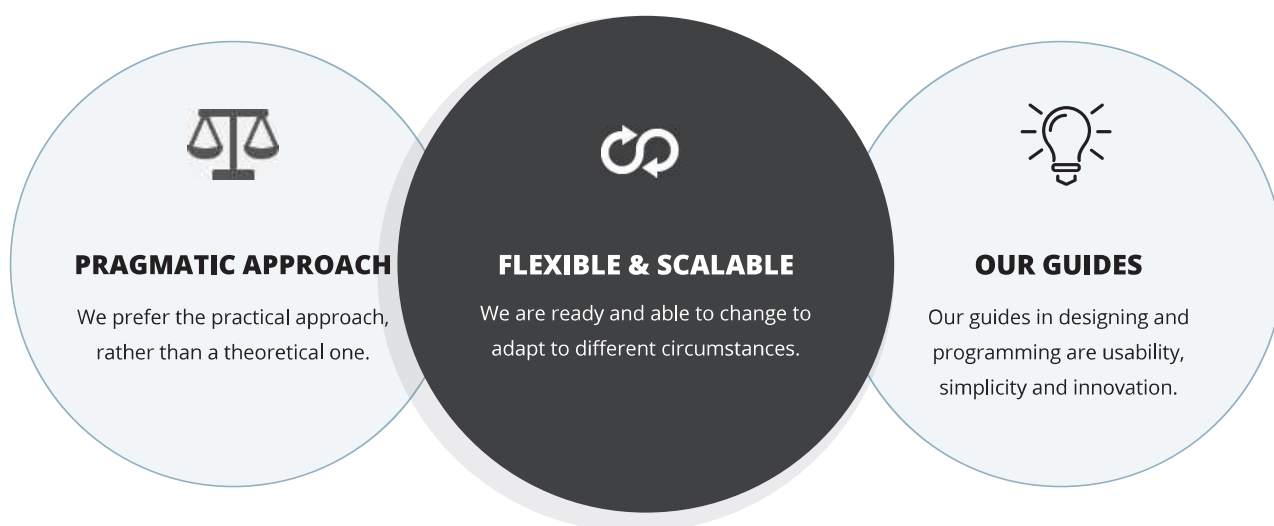 PRAGMATIC APPROACH
We prefer the practical approach,
rather than a theoretical one.
FLEXIBLE & SCALABLE
We are ready and able to change to
adapt to different circumstances.
OUR GUIDES
Our guides in designing and
programming are usability,
simplicity and innovation.